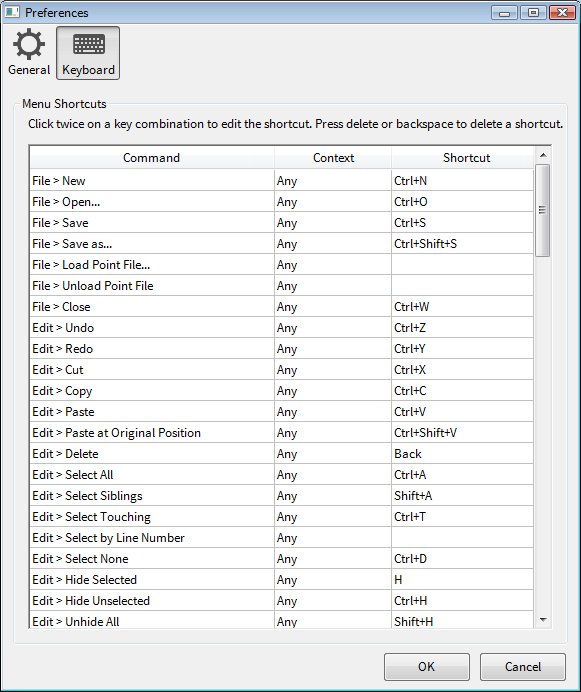 Preferences
General
Keyboard
Menu Shortcuts
Click twice on a key combination to edit the shortcut. Press delete or backspace to delete a shortcut.
Command Context Shortcut
File > New Any Ctrl+N
File > Open... Any Ctrl+O
File > Save Any Ctrl+S
File > Save as... Any Ctrl+Shift+S
File > Load Point File... Any
File > Unload Point File Any
File > Close Any Ctrl+W
Edit > Undo Any Ctrl+Z
Edit > Redo Any Ctrl+Y
Edit > Cut Any Ctrl+X
Edit > Copy Any Ctrl+C
Edit > Paste Any Ctrl+V
Edit > Paste at Original Position Any Ctrl+Shift+V
Edit > Delete Any Back
Edit > Select All Any Ctrl+A
Edit > Select Siblings Any Shift+A
Edit > Select Touching Any Ctrl+T
Edit > Select by Line Number Any
Edit > Select None Any Ctrl+D
Edit > Hide Selected Any H
Edit > Hide Unselected Any Ctrl+H
Edit > Unhide All Any Shift+H
OK Cancel